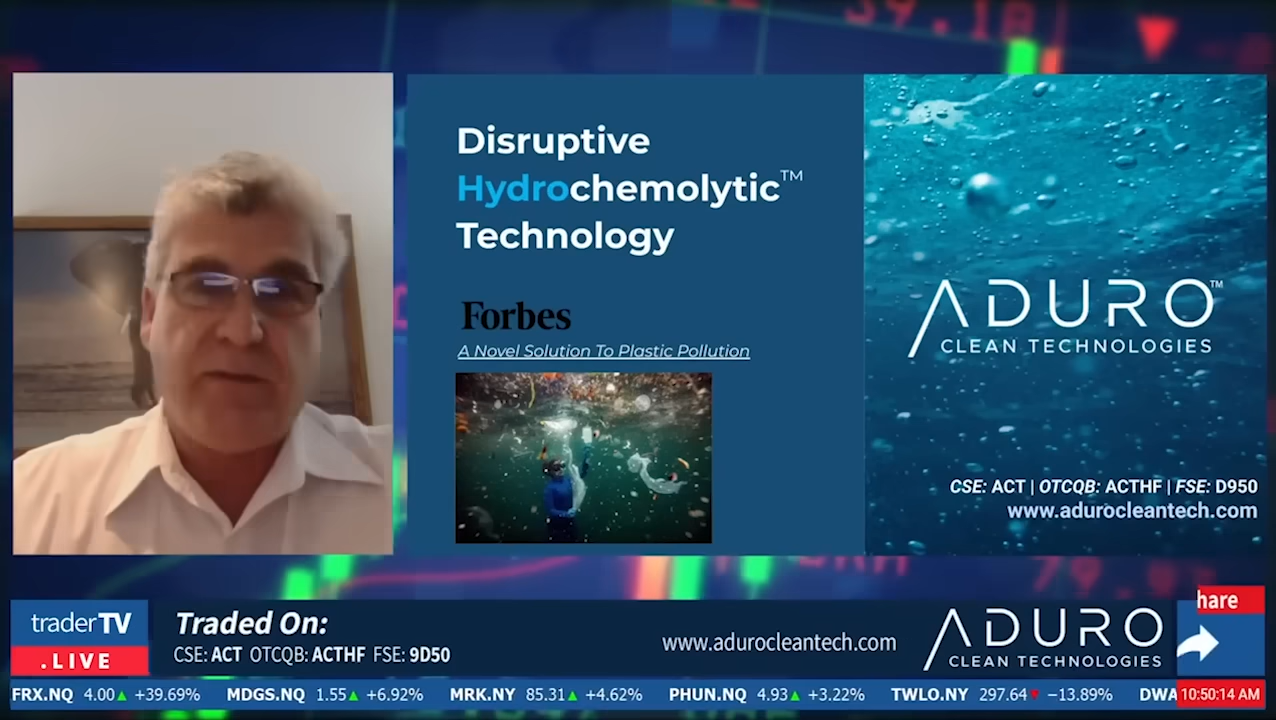 39.18
Disruptive
Hydrochemolytic™
Technology
Forbes
A Novel Solution To Plastic Pollution
ADURO™
CLEAN TECHNOLOGIES
CSE: ACT | OTCQB: ACTHF | FSE: D950
www.adurocleantech.com
traderTV
.LIVE
Traded On:
CSE: ACT OTCQB: ACTHF FSE: 9D50
www.adurocleantech.com
ADURO
CLEAN TECHNOLOGIES
hare
FRX.NQ 4.00▲ +39.69% MDGS.NQ 1.55▲ +6.92% MRK.NY 85.31▲ +4.62% PHUN.NQ 4.93▲ +3.22% TWLO.NY 297.64▼ −13.89% DWA
10:50:14 AM